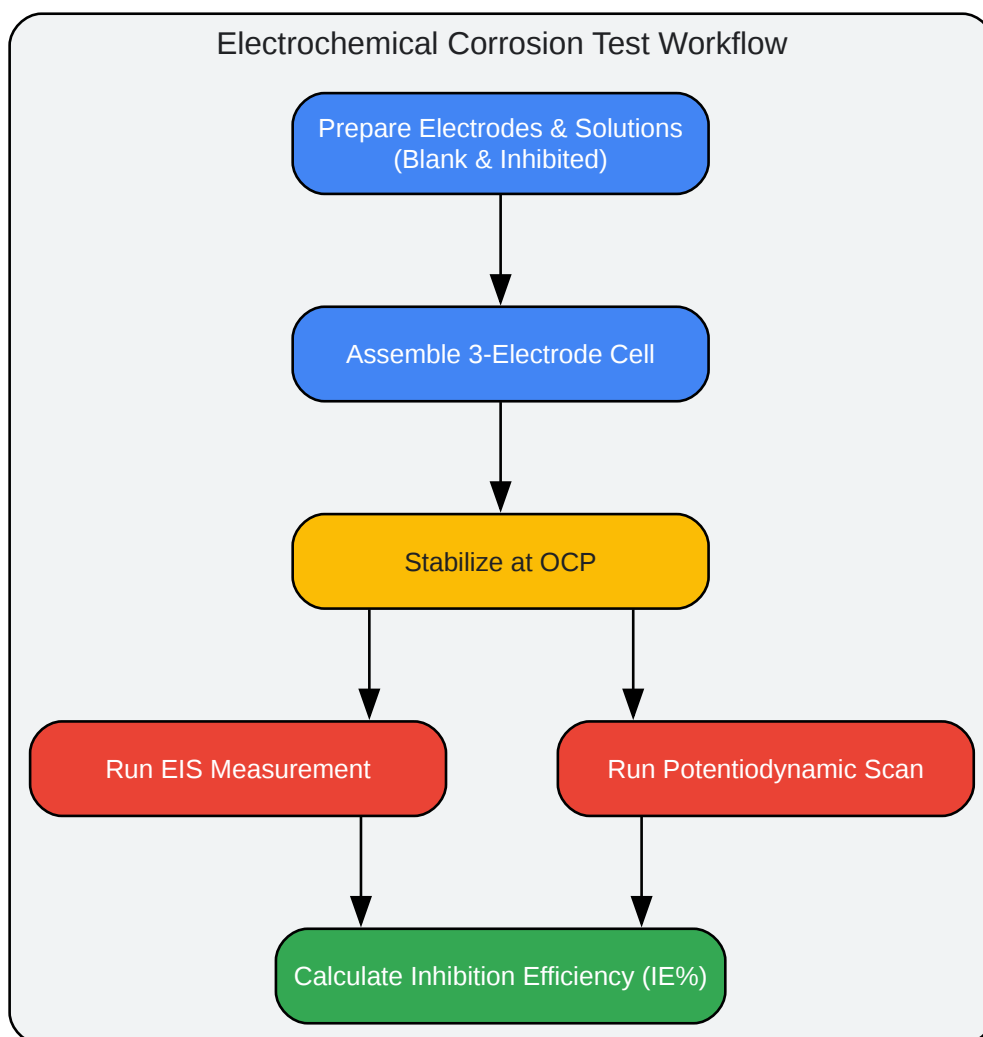 Electrochemical Corrosion Test Workflow
Prepare Electrodes & Solutions
(Blank & Inhibited)
Assemble 3-Electrode Cell
Stabilize at OCP
Run EIS Measurement
Run Potentiodynamic Scan
Calculate Inhibition Efficiency (IE%)